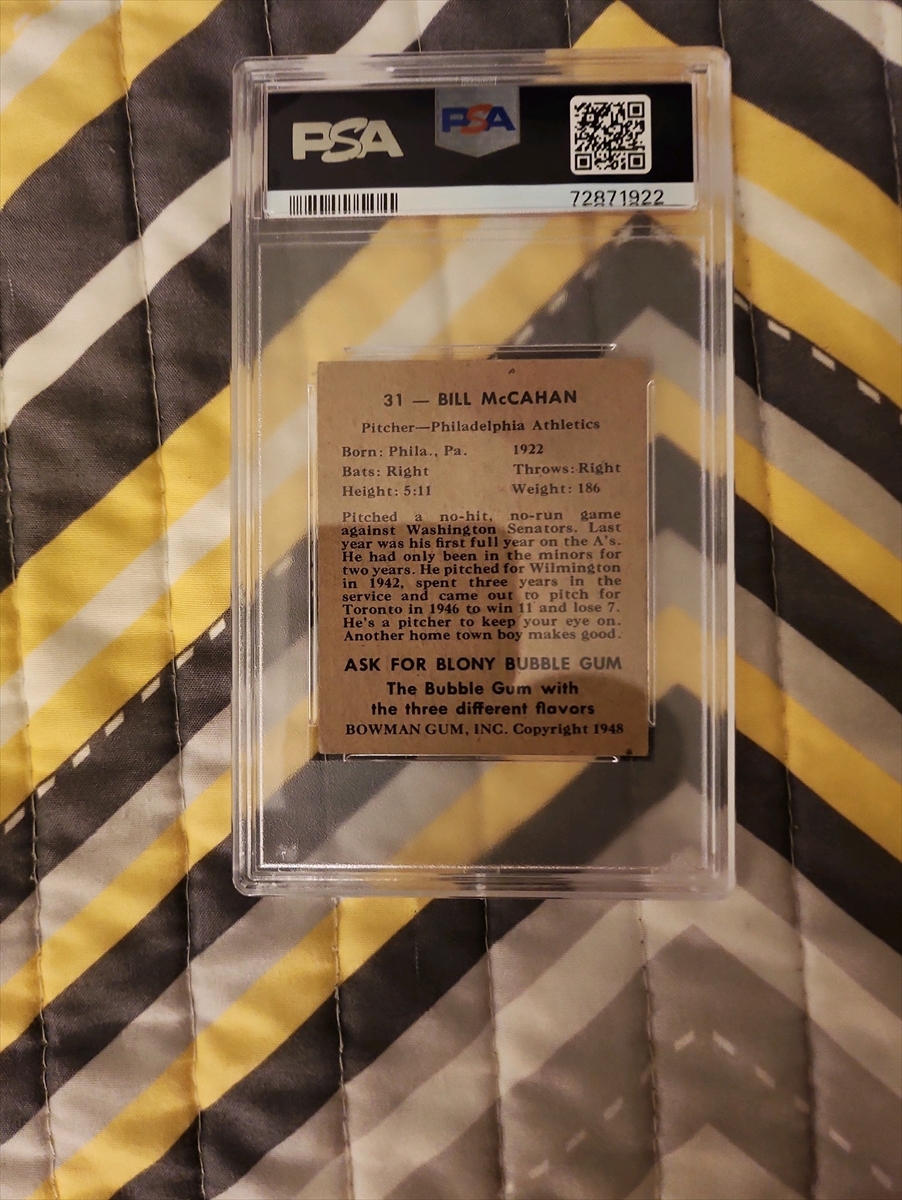 PSA
PSA
72871922
31 — BILL McCAHAN
Pitcher—Philadelphia Athletics
Born: Phila., Pa. 1922
Bats: Right Throws: Right
Height: 5:11 Weight: 186
Pitched a no-hit, no-run game
against Washington Senators. Last
year was his first full year on the A's.
He had only been in the minors for
two years. He pitched for Wilmington
in 1942, spent three years in the
service and came out to pitch for
Toronto in 1946 to win 11 and lose 7.
He's a pitcher to keep your eye on.
Another home town boy makes good.
ASK FOR BLONY BUBBLE GUM
The Bubble Gum with
the three different flavors
BOWMAN GUM, INC. Copyright 1948